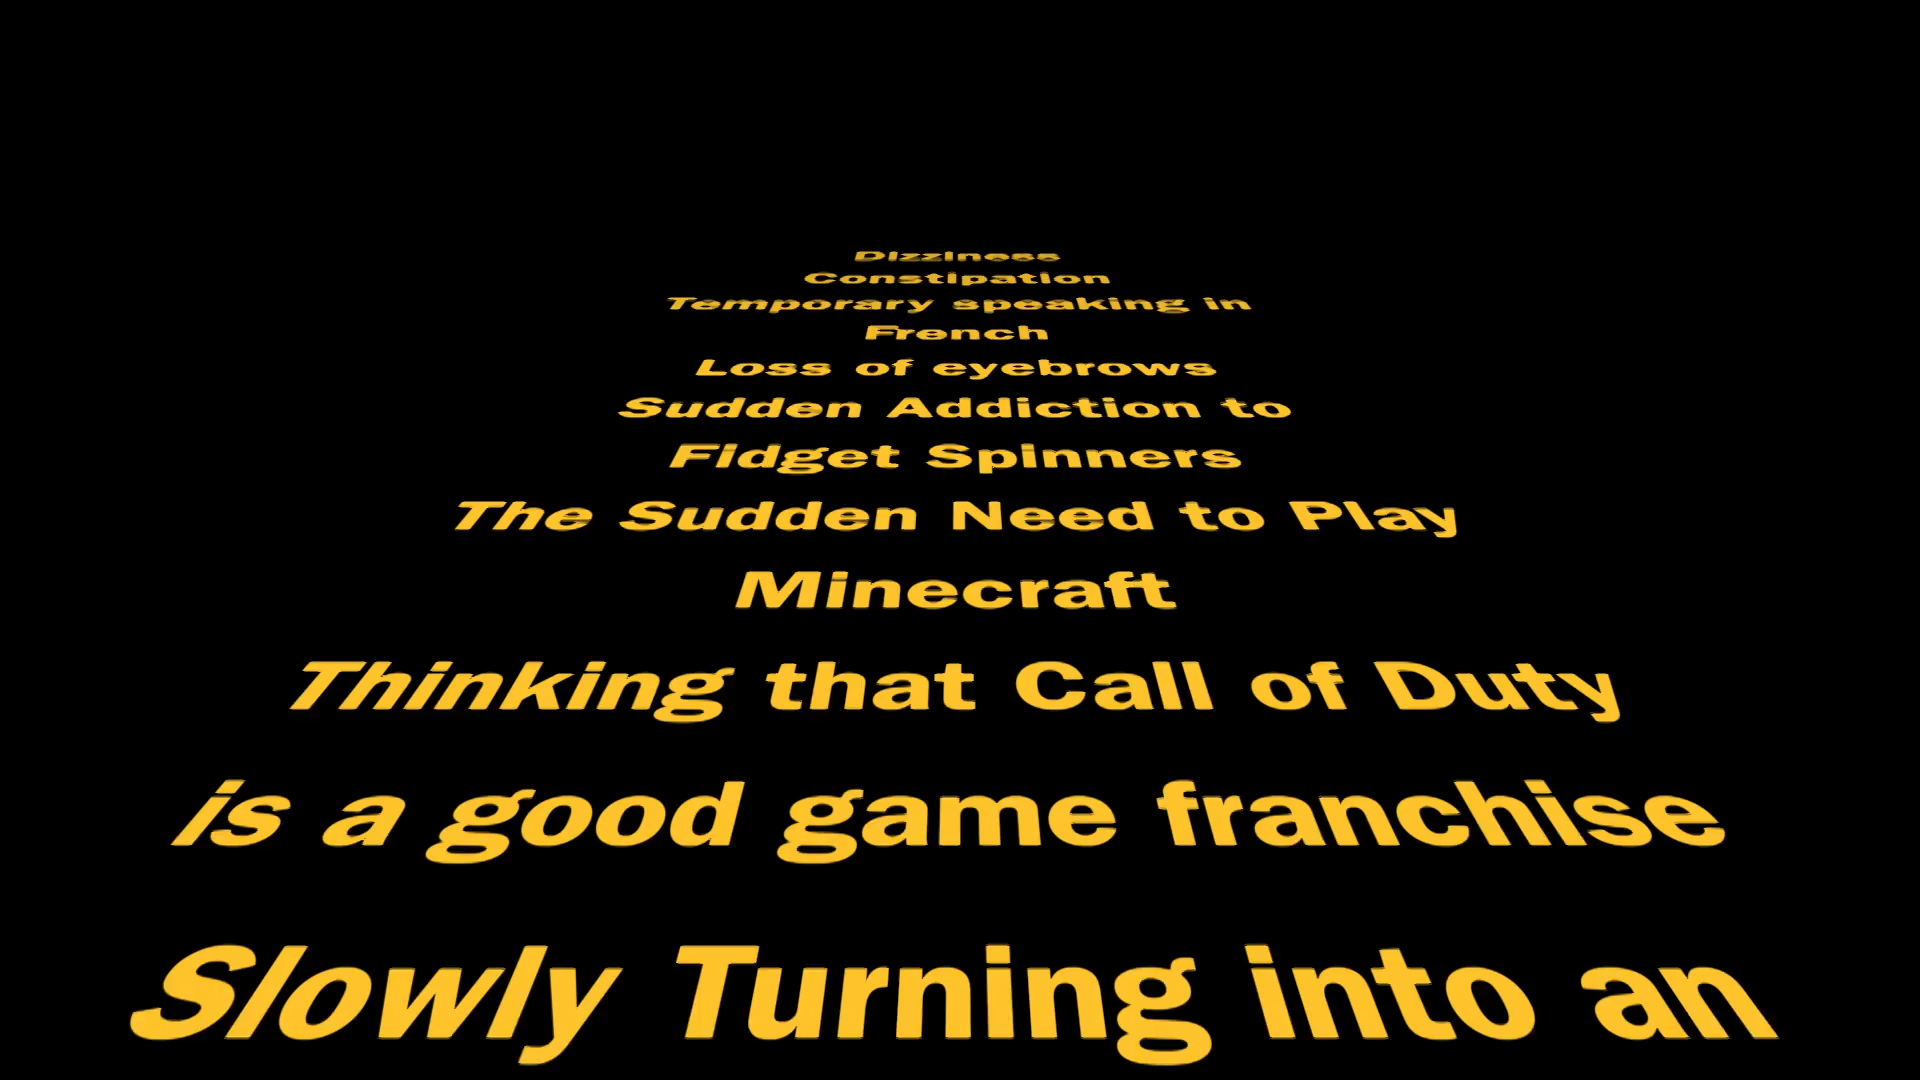 Dizziness
Constipation
Temporary speaking in
French
Loss of eyebrows
Sudden Addiction to
Fidget Spinners
The Sudden Need to Play
Minecraft
Thinking that Call of Duty
is a good game franchise
Slowly Turning into an